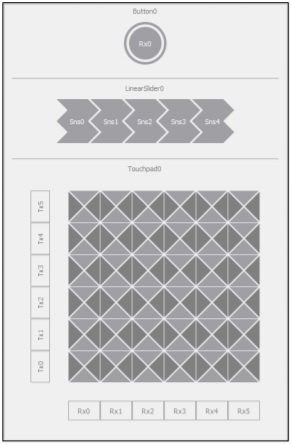 Button0
Rx0
LinearSlider0
Sns0 Sns1 Sns2 Sns3 Sns4
Touchpad0
Tx5
Tx4
Tx3
Tx2
Tx1
Tx0
Rx0 Rx1 Rx2 Rx3 Rx4 Rx5